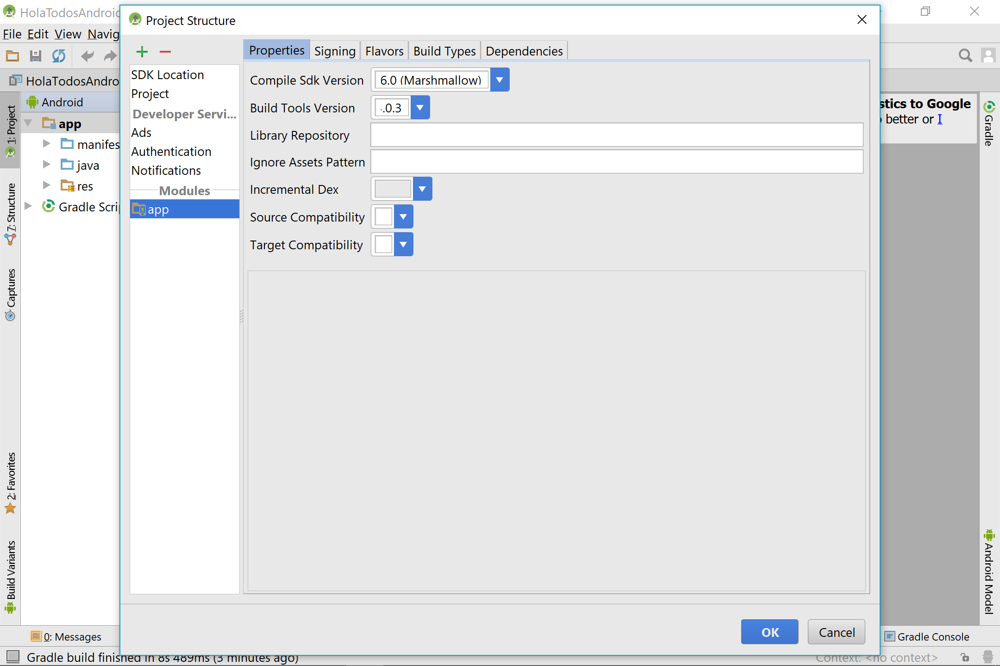 HolaTodosAndroid
Project Structure
File Edit View Navig
Properties Signing Flavors Build Types Dependencies
HolaTodosAndro
SDK Location
Project
Developer Servi...
Ads
Authentication
Notifications
Modules
app
Compile Sdk Version 6.0 (Marshmallow)
Build Tools Version .0.3
Library Repository
Ignore Assets Pattern
Incremental Dex
Source Compatibility
Target Compatibility
Android
app
manifes
java
res
Gradle Scri
1: Project
7: Structure
Captures
2: Favorites
Build Variants
stics to Google
better or I
Gradle
Android Model
OK Cancel
0: Messages
Gradle Console
Gradle build finished in 8s 489ms (3 minutes ago)
Context: <no context>